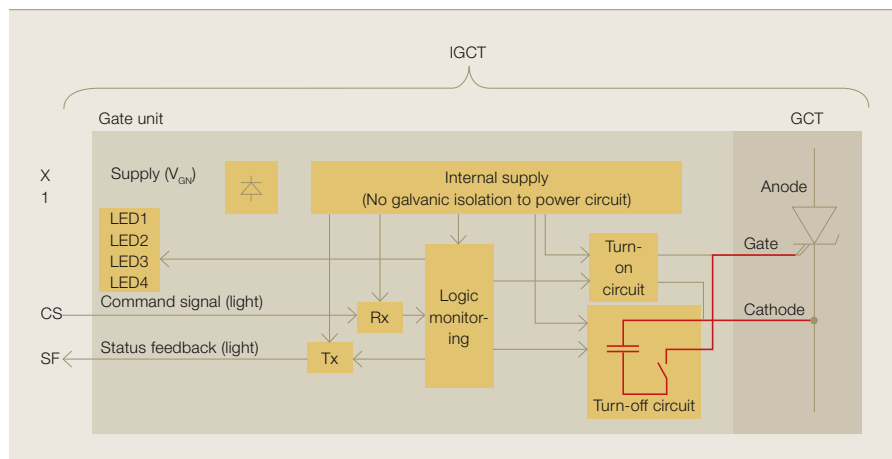 IGCT
Gate unit
GCT
X
1
Supply (V_GN)
Internal supply
(No galvanic isolation to power circuit)
Anode
LED1
LED2
LED3
LED4
Turn-
on
circuit
Gate
Logic
monitor-
ing
CS
Command signal (light)
Rx
Cathode
SF
Status feedback (light)
Tx
Turn-off circuit